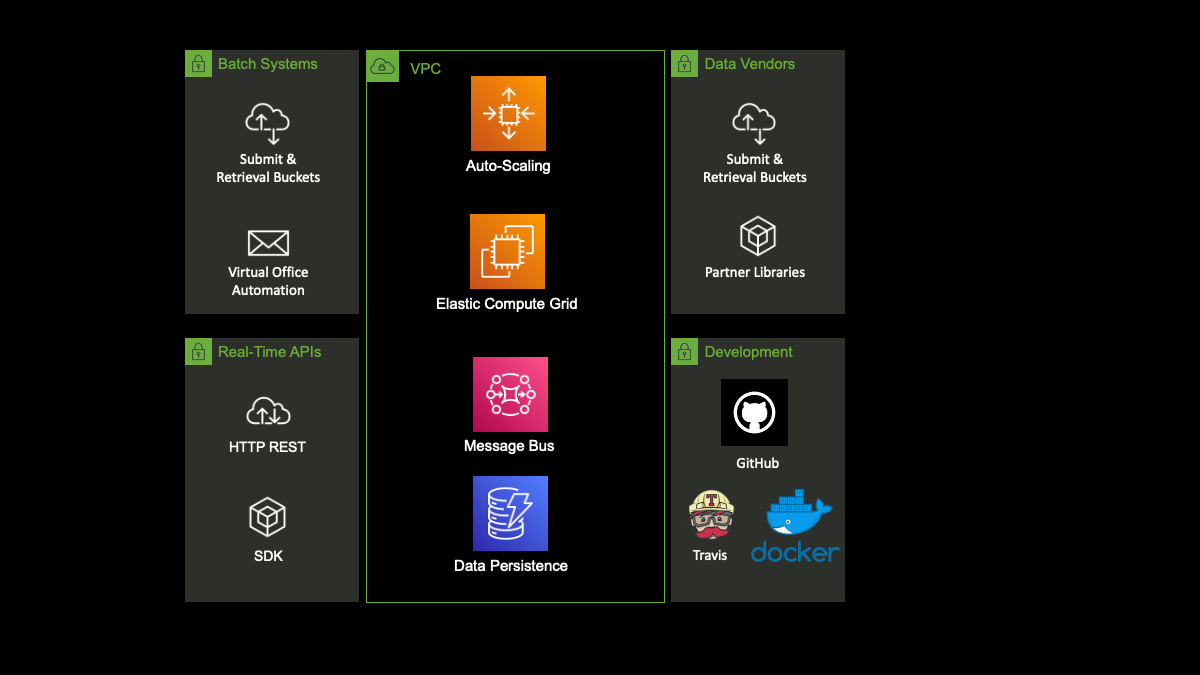 Batch Systems
Submit &
Retrieval Buckets
Virtual Office
Automation
Real-Time APIs
HTTP REST
SDK
VPC
Auto-Scaling
Elastic Compute Grid
Message Bus
Data Persistence
Data Vendors
Submit &
Retrieval Buckets
Partner Libraries
Development
GitHub
T
Travis
docker